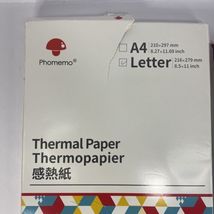 Phomemo®
A4
210×297 mm
8.27×11.69 inch
Letter
216×279 mm
8.5×11 inch
Thermal Paper
Thermopapier
感熱紙